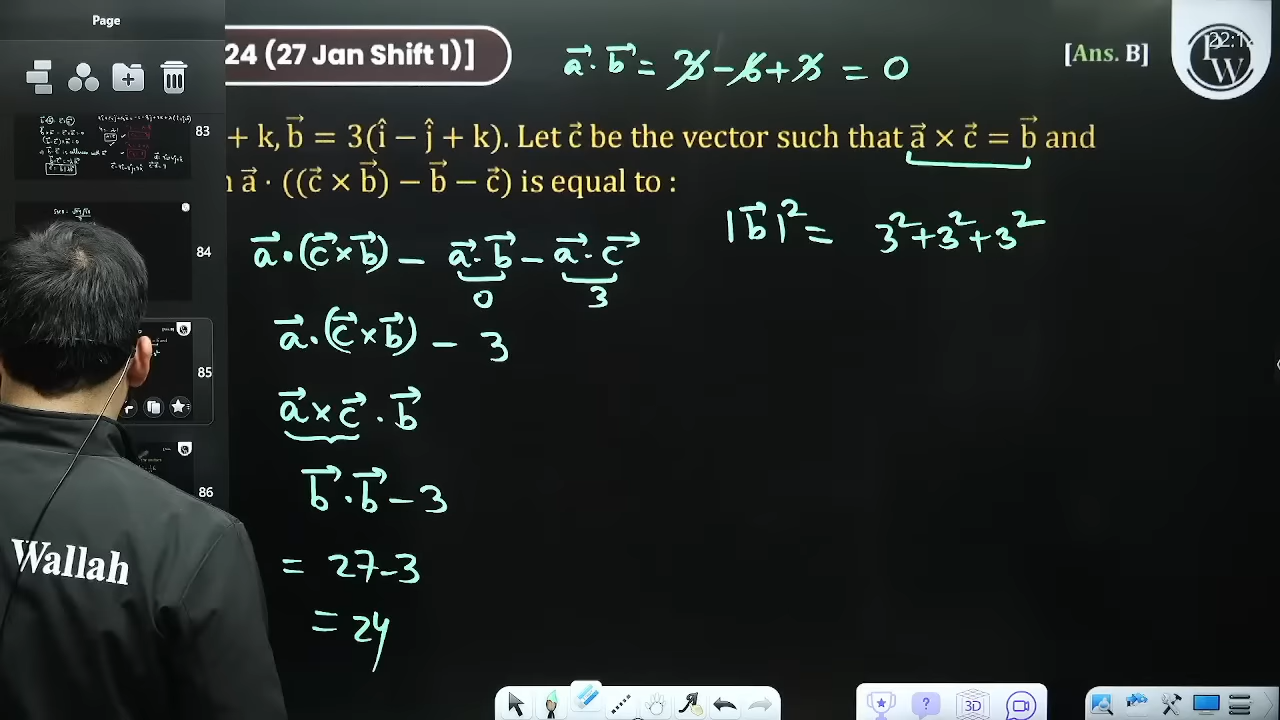 Page
24 (27 Jan Shift 1)]
a⃗ · b⃗ = 3 − 6 + 3 = 0
[Ans. B]
22:1
PW
83
+ k, b⃗ = 3(î − ĵ + k). Let c⃗ be the vector such that a⃗ × c⃗ = b⃗ and
a⃗ · ((c⃗ × b⃗) − b⃗ − c⃗) is equal to :
|b⃗|² = 3² + 3² + 3²
84
a⃗ · (c⃗ × b⃗) − a⃗ · b⃗ − a⃗ · c⃗
0 3
a⃗ · (c⃗ × b⃗) − 3
85
a⃗ × c⃗ · b⃗
86
b⃗ · b⃗ − 3
= 27 − 3
= 24
Wallah
3D